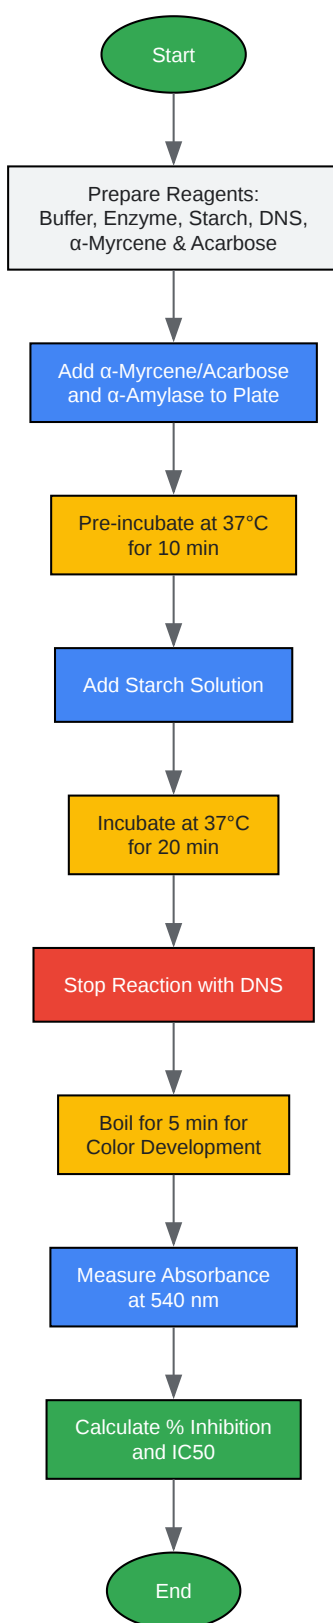 Start
Prepare Reagents:
Buffer, Enzyme, Starch, DNS,
α-Myrcene & Acarbose
Add α-Myrcene/Acarbose
and α-Amylase to Plate
Pre-incubate at 37°C
for 10 min
Add Starch Solution
Incubate at 37°C
for 20 min
Stop Reaction with DNS
Boil for 5 min for
Color Development
Measure Absorbance
at 540 nm
Calculate % Inhibition
and IC50
End